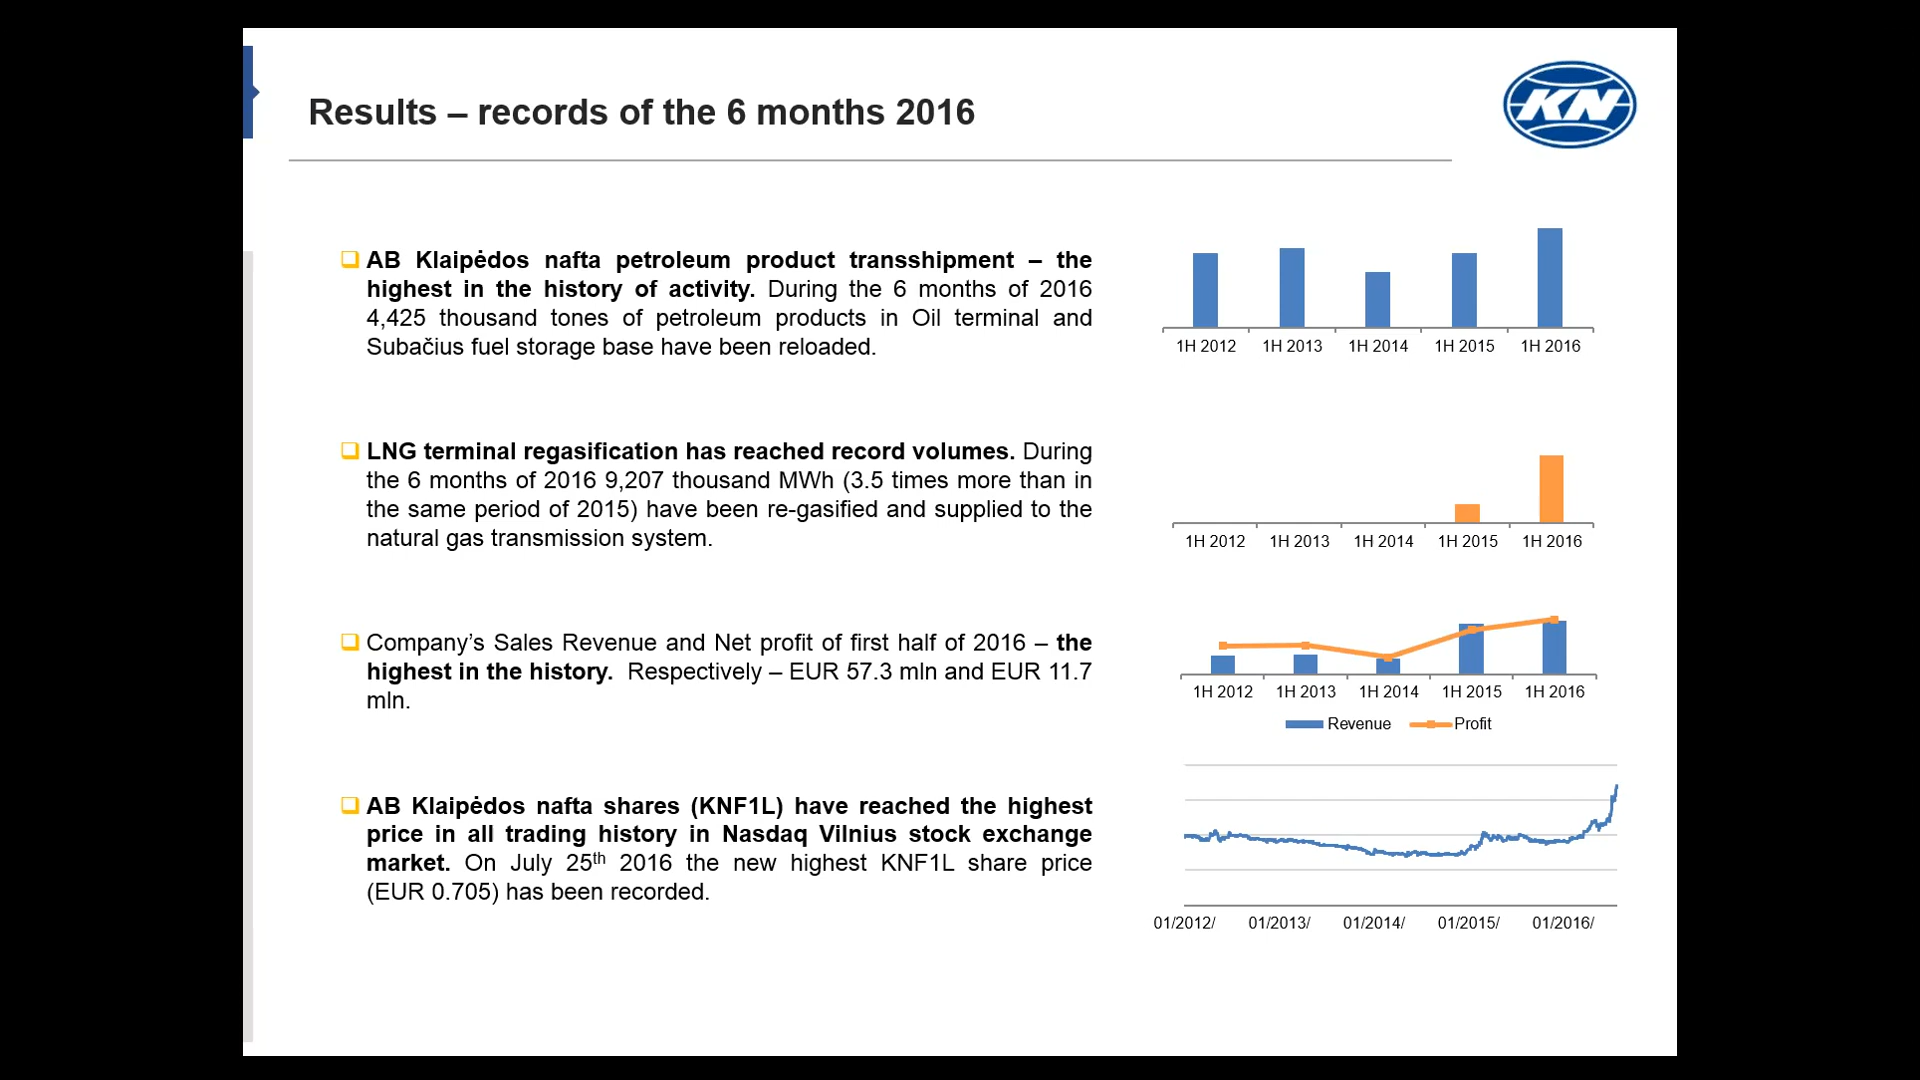 Results – records of the 6 months 2016
KN
AB Klaipėdos nafta petroleum product transshipment – the
highest in the history of activity. During the 6 months of 2016
4,425 thousand tones of petroleum products in Oil terminal and
Subačius fuel storage base have been reloaded.
1H 2012 1H 2013 1H 2014 1H 2015 1H 2016
LNG terminal regasification has reached record volumes. During
the 6 months of 2016 9,207 thousand MWh (3.5 times more than in
the same period of 2015) have been re-gasified and supplied to the
natural gas transmission system.
1H 2012 1H 2013 1H 2014 1H 2015 1H 2016
Company’s Sales Revenue and Net profit of first half of 2016 – the
highest in the history. Respectively – EUR 57.3 mln and EUR 11.7
mln.
1H 2012 1H 2013 1H 2014 1H 2015 1H 2016
Revenue Profit
AB Klaipėdos nafta shares (KNF1L) have reached the highest
price in all trading history in Nasdaq Vilnius stock exchange
market. On July 25th 2016 the new highest KNF1L share price
(EUR 0.705) has been recorded.
01/2012/ 01/2013/ 01/2014/ 01/2015/ 01/2016/